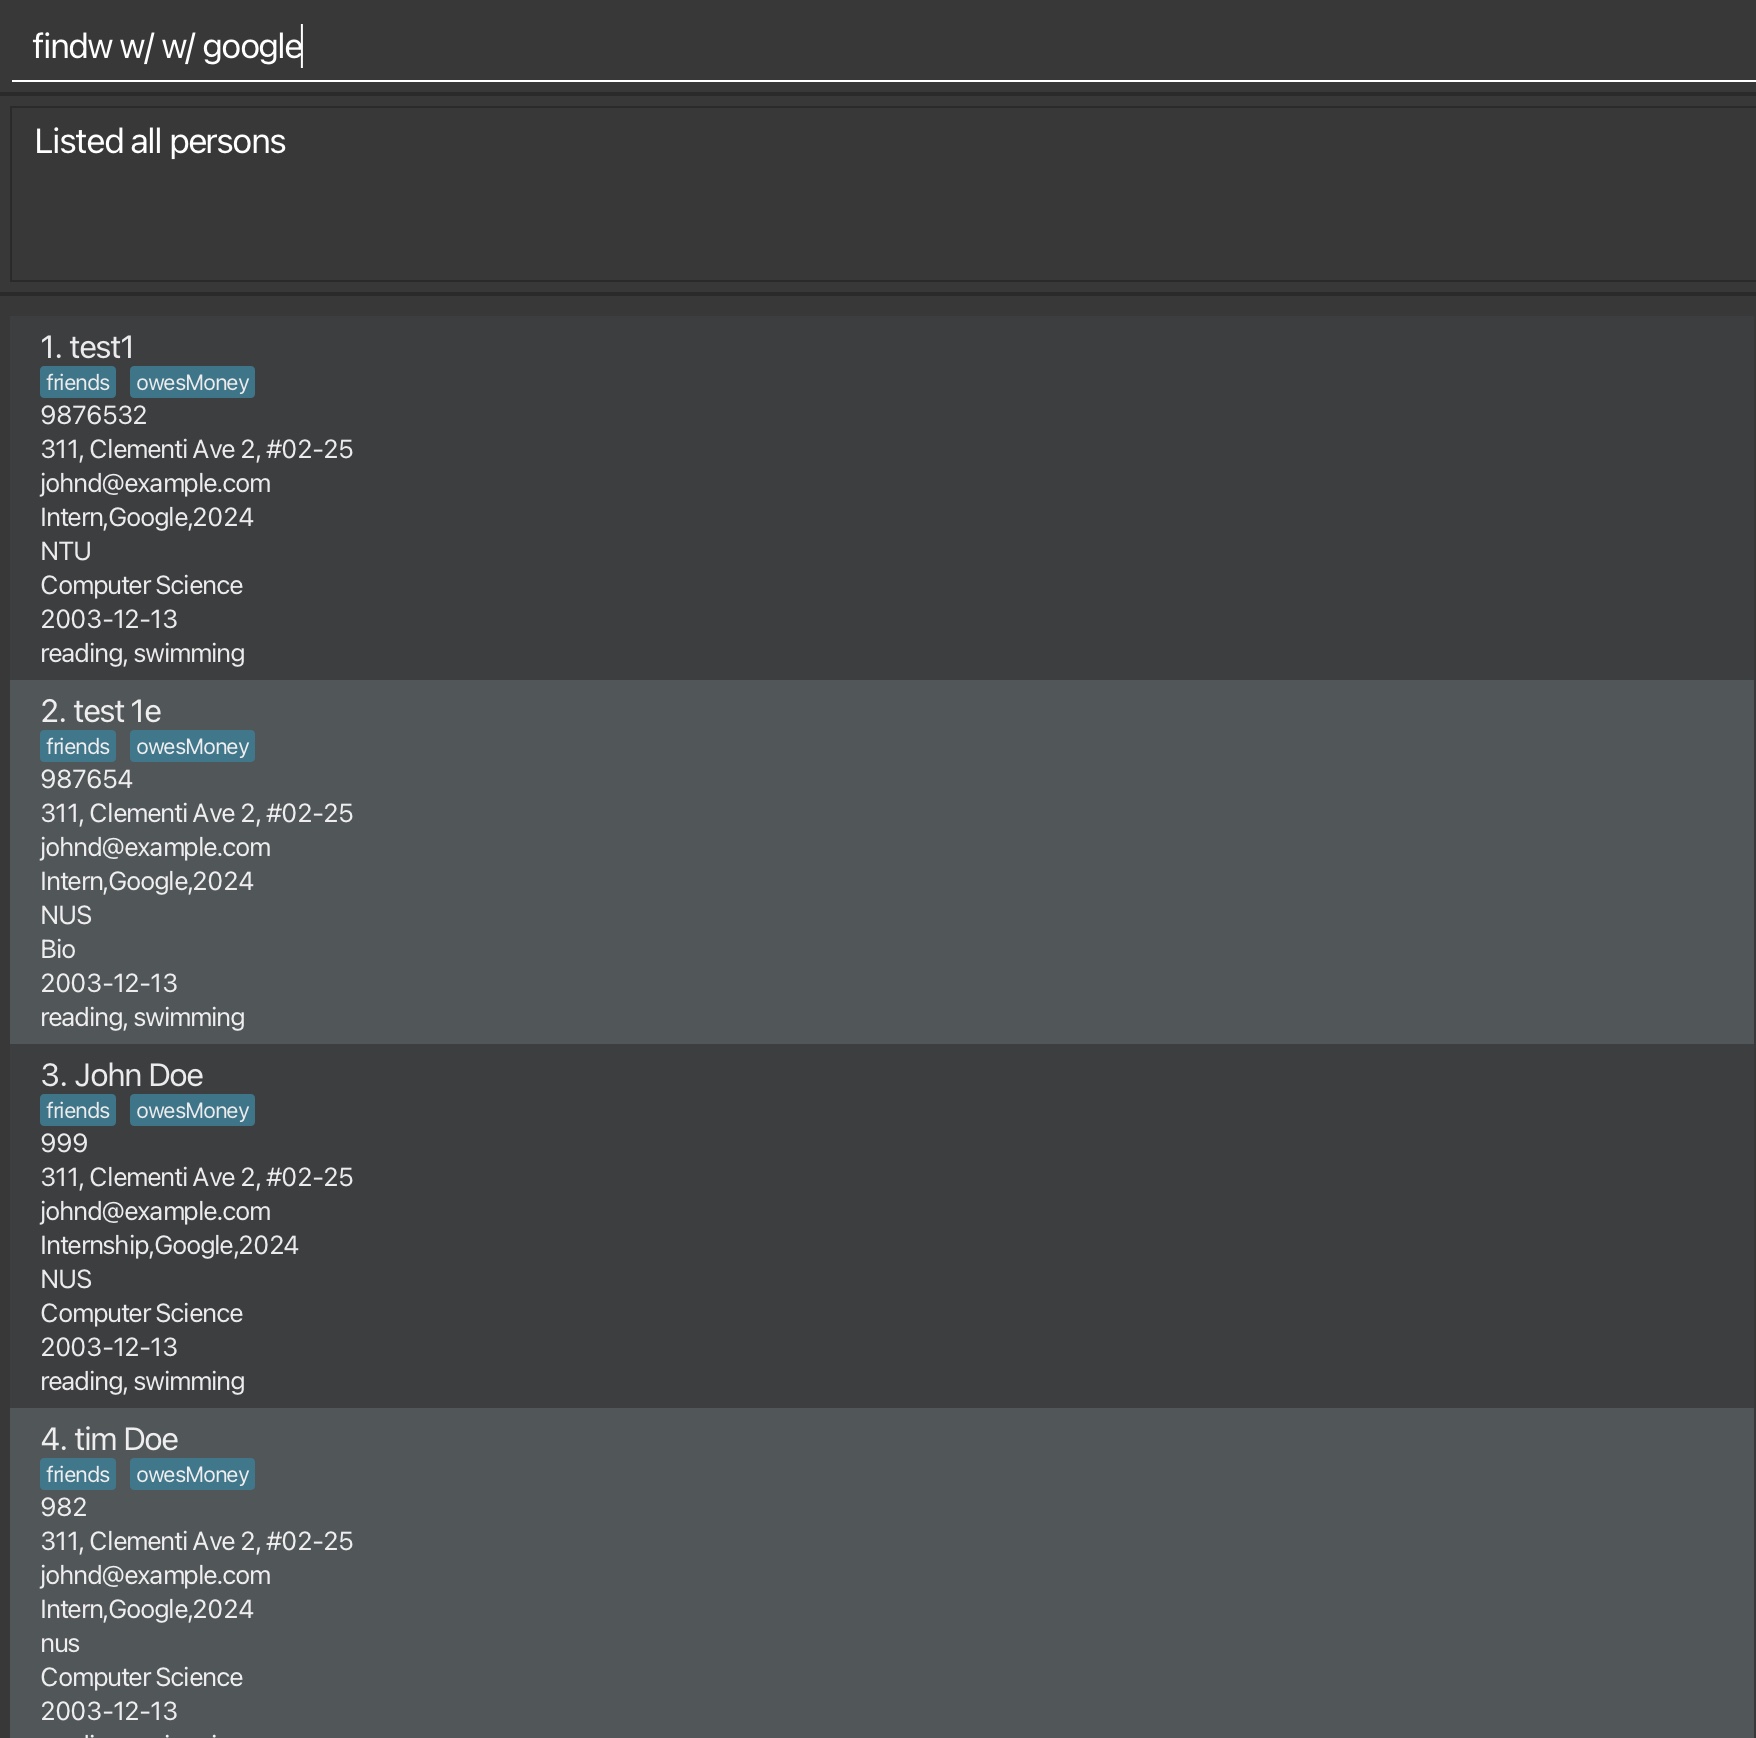 findw w/ w/ google
Listed all persons
1. test1
friends owesMoney
9876532
311, Clementi Ave 2, #02-25
johnd@example.com
Intern,Google,2024
NTU
Computer Science
2003-12-13
reading, swimming
2. test 1e
friends owesMoney
987654
311, Clementi Ave 2, #02-25
johnd@example.com
Intern,Google,2024
NUS
Bio
2003-12-13
reading, swimming
3. John Doe
friends owesMoney
999
311, Clementi Ave 2, #02-25
johnd@example.com
Internship,Google,2024
NUS
Computer Science
2003-12-13
reading, swimming
4. tim Doe
friends owesMoney
982
311, Clementi Ave 2, #02-25
johnd@example.com
Intern,Google,2024
nus
Computer Science
2003-12-13